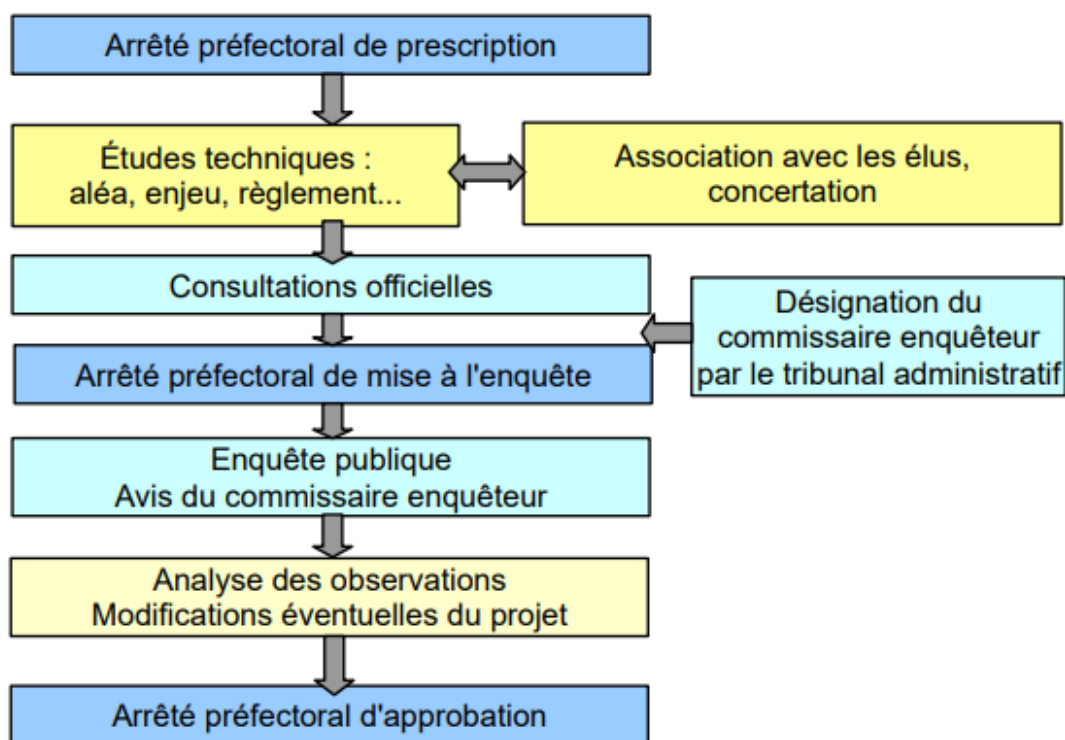 Arrêté préfectoral de prescription
Études techniques :
aléa, enjeu, règlement...
Association avec les élus,
concertation
Consultations officielles
Désignation du
commissaire enquêteur
par le tribunal administratif
Arrêté préfectoral de mise à l'enquête
Enquête publique
Avis du commissaire enquêteur
Analyse des observations
Modifications éventuelles du projet
Arrêté préfectoral d'approbation